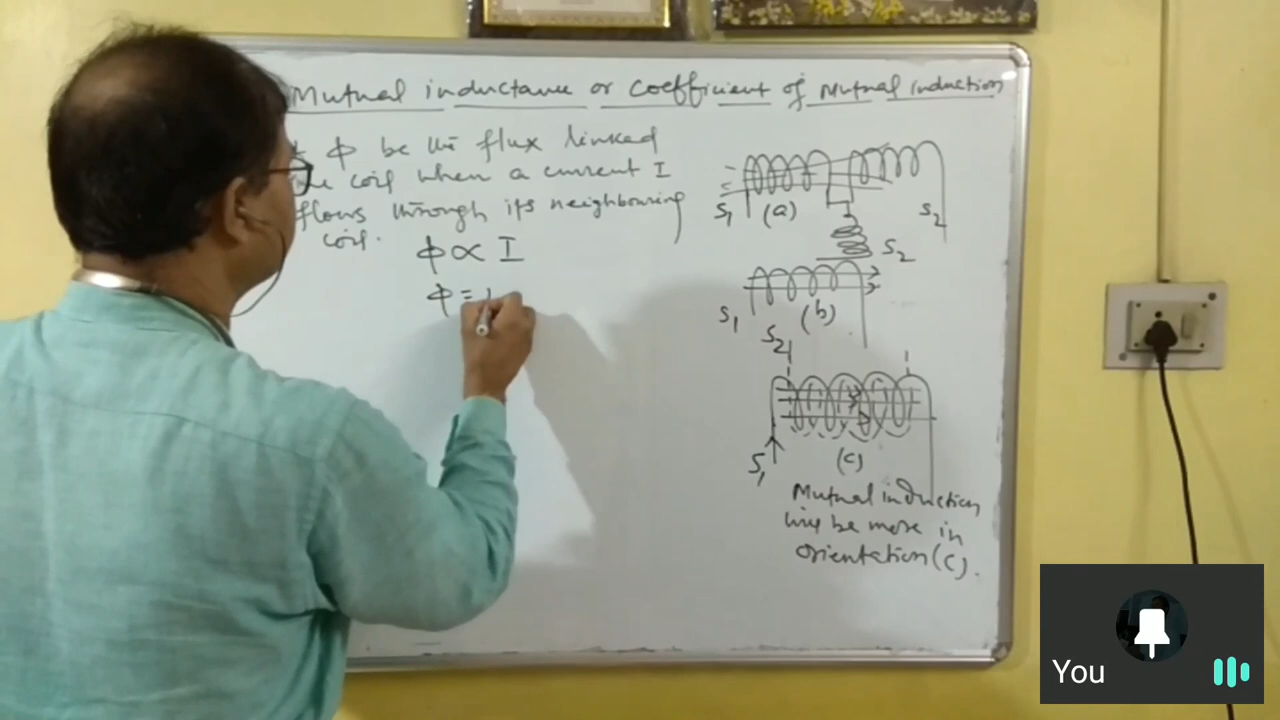 Mutual inductance or Coefficient of Mutual induction
ϕ be the flux linked
coil when a current I
flows through its neighbouring
coil.
ϕ ∝ I
ϕ =
S1 (a) S2
S2
S1 (b)
S2
S1 (c)
Mutual induction
will be more in
orientation (c).
You